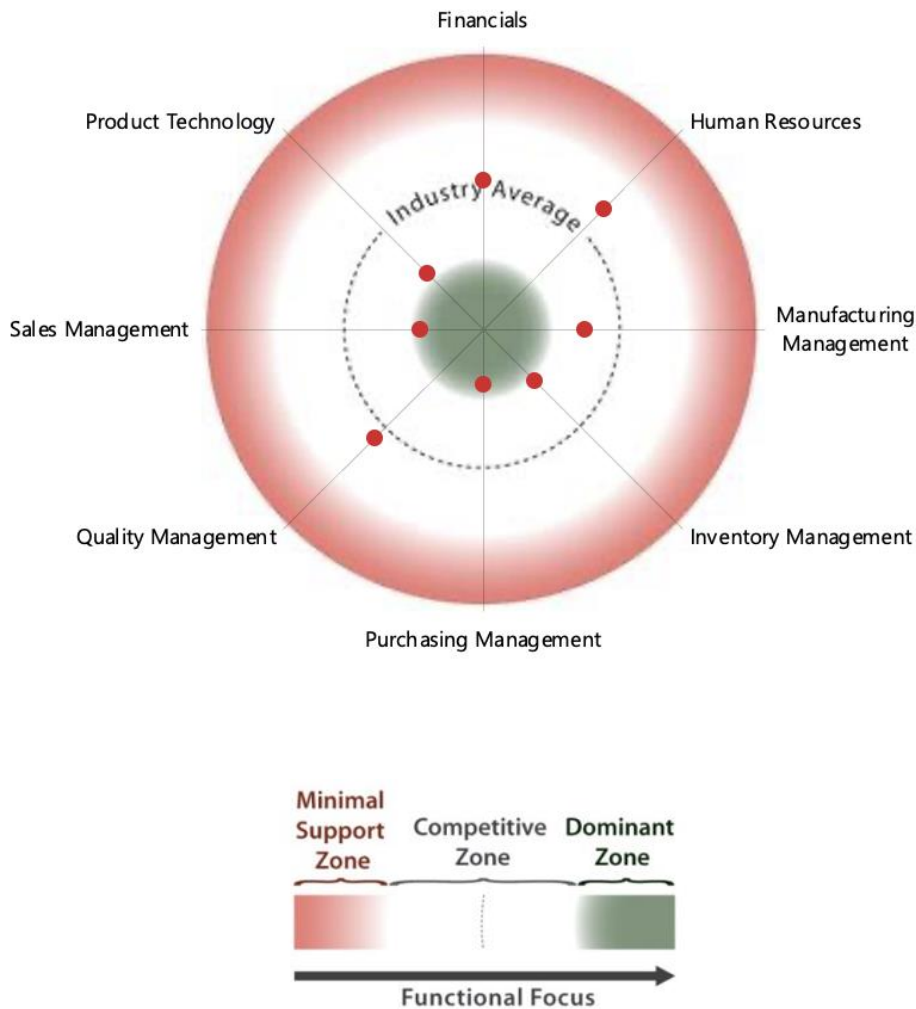 Financials
Product Technology
Human Resources
Industry Average
Sales Management
Manufacturing
Management
Quality Management
Inventory Management
Purchasing Management
Minimal
Support
Zone
Competitive
Zone
Dominant
Zone
Functional Focus